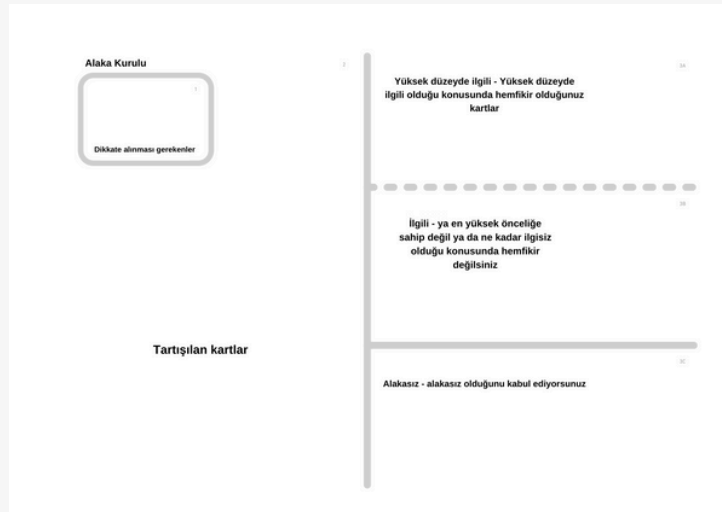 Alaka Kurulu
2
1
Dikkate alınması gerekenler
Tartışılan kartlar
Yüksek düzeyde ilgili - Yüksek düzeyde
ilgili olduğu konusunda hemfikir olduğunuz
kartlar
İlgili - ya en yüksek önceliğe
sahip değil ya da ne kadar ilgisiz
olduğu konusunda hemfikir
değilsiniz
Alakasız - alakasız olduğunu kabul ediyorsunuz